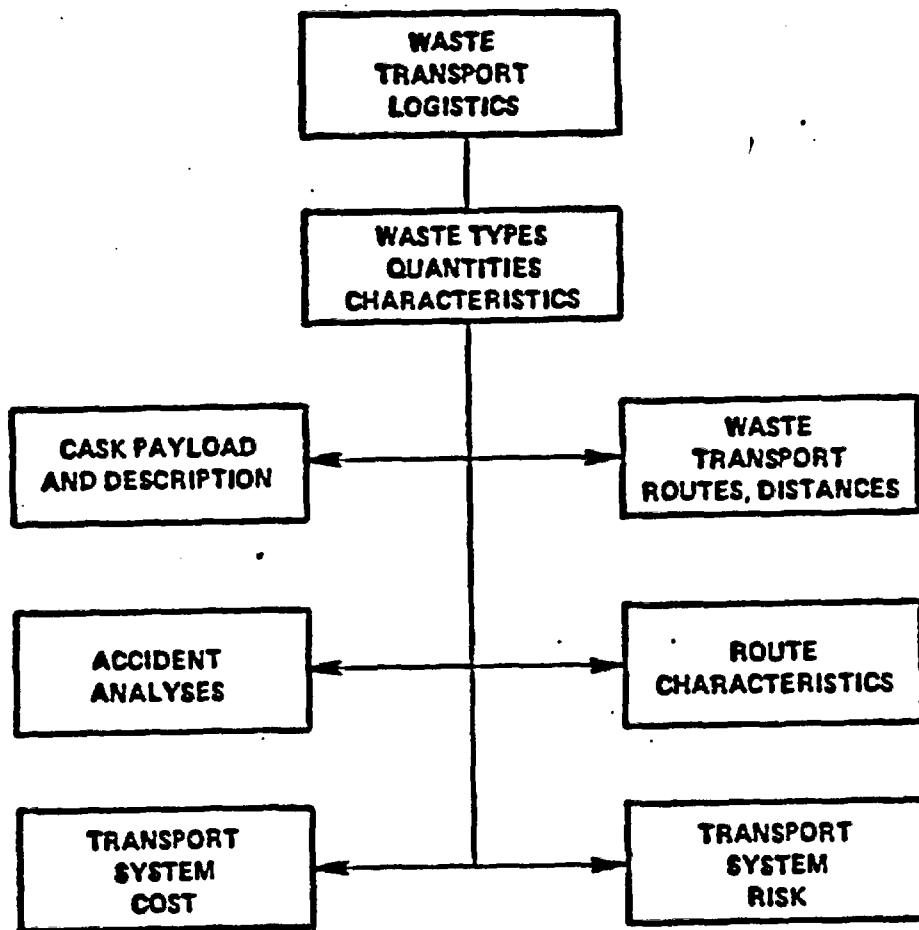 WASTE
TRANSPORT
LOGISTICS
WASTE TYPES
QUANTITIES
CHARACTERISTICS
CASK PAYLOAD
AND DESCRIPTION
WASTE
TRANSPORT
ROUTES, DISTANCES
ACCIDENT
ANALYSES
ROUTE
CHARACTERISTICS
TRANSPORT
SYSTEM
COST
TRANSPORT
SYSTEM
RISK